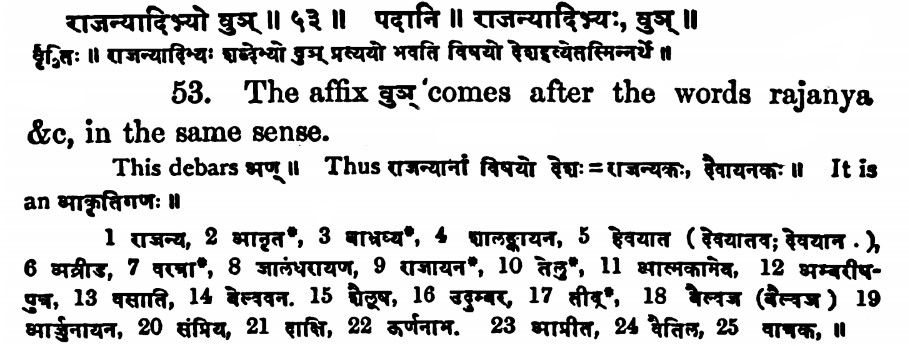 राजन्यादिभ्यो वुञ् ॥ ५३ ॥ पदानि ॥ राजन्यादिभ्यः, वुञ् ॥
वृत्तिः ॥ राजन्यादिभ्यः शब्देभ्यो वुञ् प्रत्ययो भवति विषयो देशइत्येतस्मिन्नर्थे ॥
53. The affix वुञ् 'comes after the words rajanya
&c, in the same sense.
This debars अण् ॥ Thus राजन्यानां विषयो देशः = राजन्यकः, दैवायनकः ॥ It is
an आकृतिगणः ॥
1 राजन्य, 2 आनृत*, 3 बाभ्रव्य*, 4 शालङ्कायन, 5 देवयात (देवयातव; देवयान .),
6 अव्रीड, 7 वरत्रा*, 8 जालंधरायण, 9 राजायन*, 10 तेलु*, 11 आत्मकामेय, 12 अम्बरीष-
पुत्र, 13 वसाति, 14 बेल्ववन. 15 शैलूष, 16 उदुम्बर, 17 तीव्र*, 18 बैल्वज (बैल्वज) 19
आर्जुनायन, 20 संप्रिय, 21 दाक्षि, 22 ऊर्णनाभ. 23 आप्रीत, 24 वैतिल, 25 वात्रक, ॥